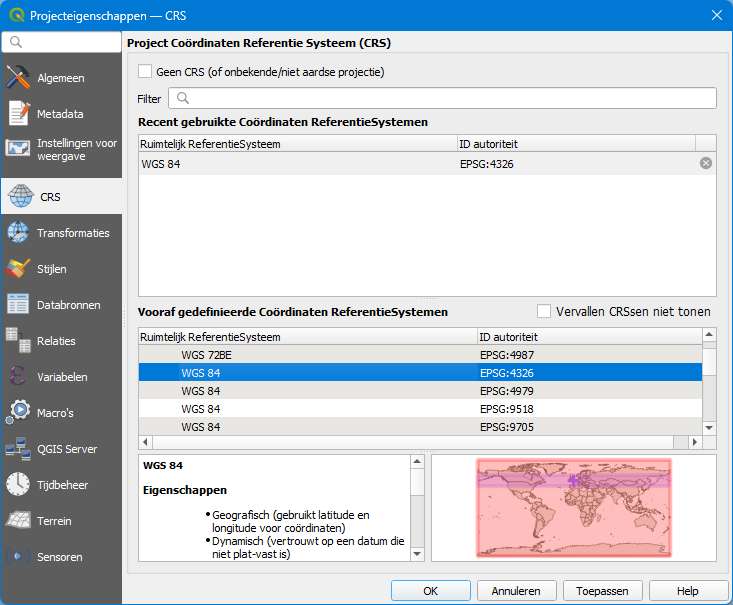 Projecteigenschappen — CRS
Project Coördinaten Referentie Systeem (CRS)
Geen CRS (of onbekende/niet aardse projectie)
Filter
Recent gebruikte Coördinaten ReferentieSystemen
Ruimtelijk ReferentieSysteem ID autoriteit
WGS 84 EPSG:4326
Vooraf gedefinieerde Coördinaten ReferentieSystemen
Vervallen CRSsen niet tonen
Ruimtelijk ReferentieSysteem ID autoriteit
WGS 72BE EPSG:4987
WGS 84 EPSG:4326
WGS 84 EPSG:4979
WGS 84 EPSG:9518
WGS 84 EPSG:9705
WGS 84
Eigenschappen
• Geografisch (gebruikt latitude en
longitude voor coördinaten)
• Dynamisch (vertrouwt op een datum die
niet plat-vast is)
Algemeen
Metadata
Instellingen voor
weergave
CRS
Transformaties
Stijlen
Databronnen
Relaties
Variabelen
Macro's
QGIS Server
Tijdbeheer
Terrein
Sensoren
OK
Annuleren
Toepassen
Help